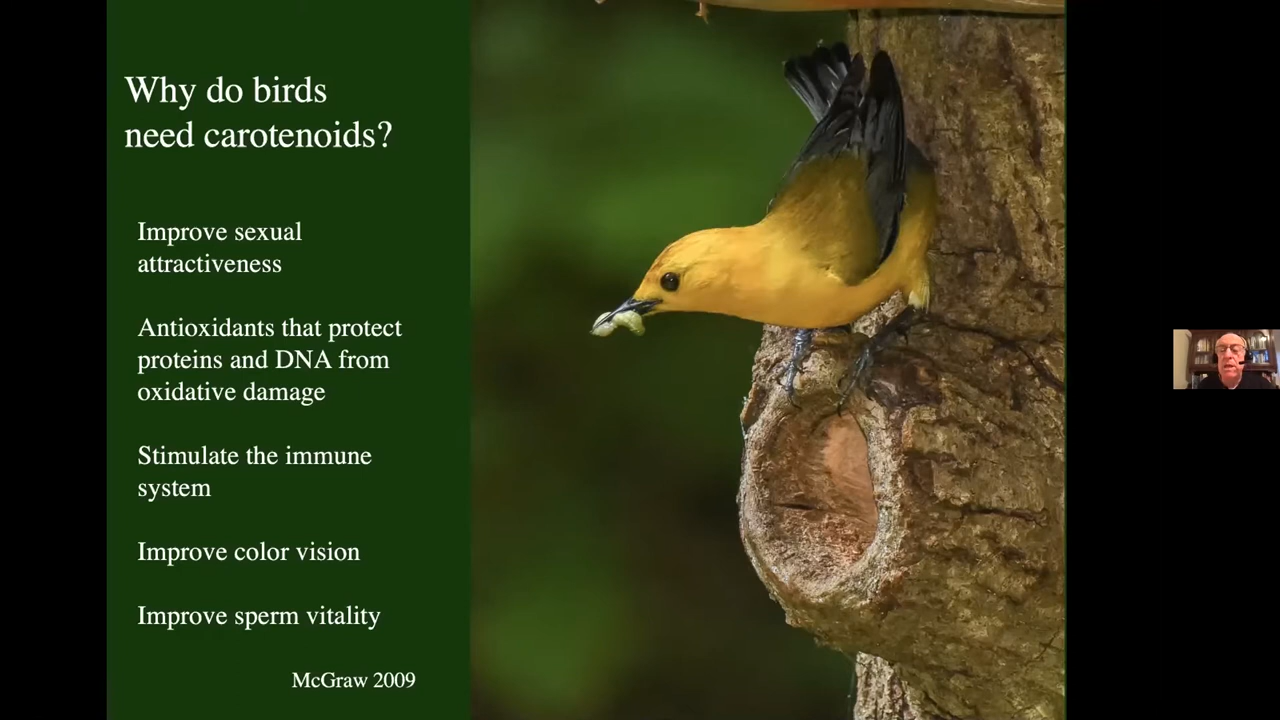 Why do birds
need carotenoids?
Improve sexual
attractiveness
Antioxidants that protect
proteins and DNA from
oxidative damage
Stimulate the immune
system
Improve color vision
Improve sperm vitality
McGraw 2009